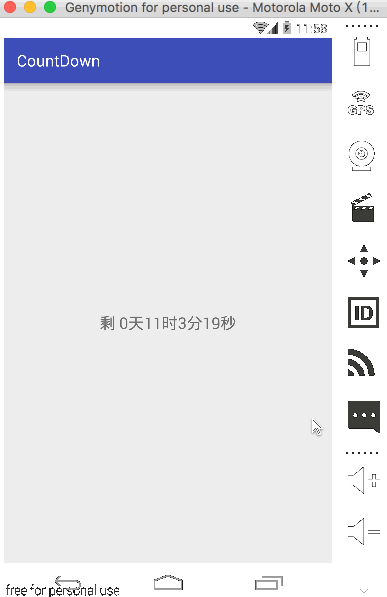 Genymotion for personal use - Motorola Moto X (1...
11:58
CountDown
GPS
剩 0天11时3分19秒
ID
free for personal use